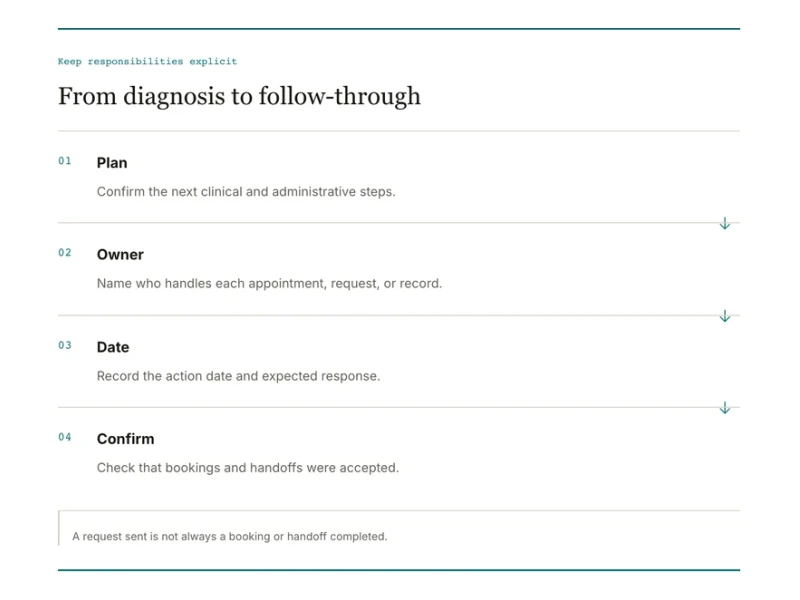 Keep responsibilities explicit
From diagnosis to follow-through
01 Plan
Confirm the next clinical and administrative steps.
02 Owner
Name who handles each appointment, request, or record.
03 Date
Record the action date and expected response.
04 Confirm
Check that bookings and handoffs were accepted.
A request sent is not always a booking or handoff completed.